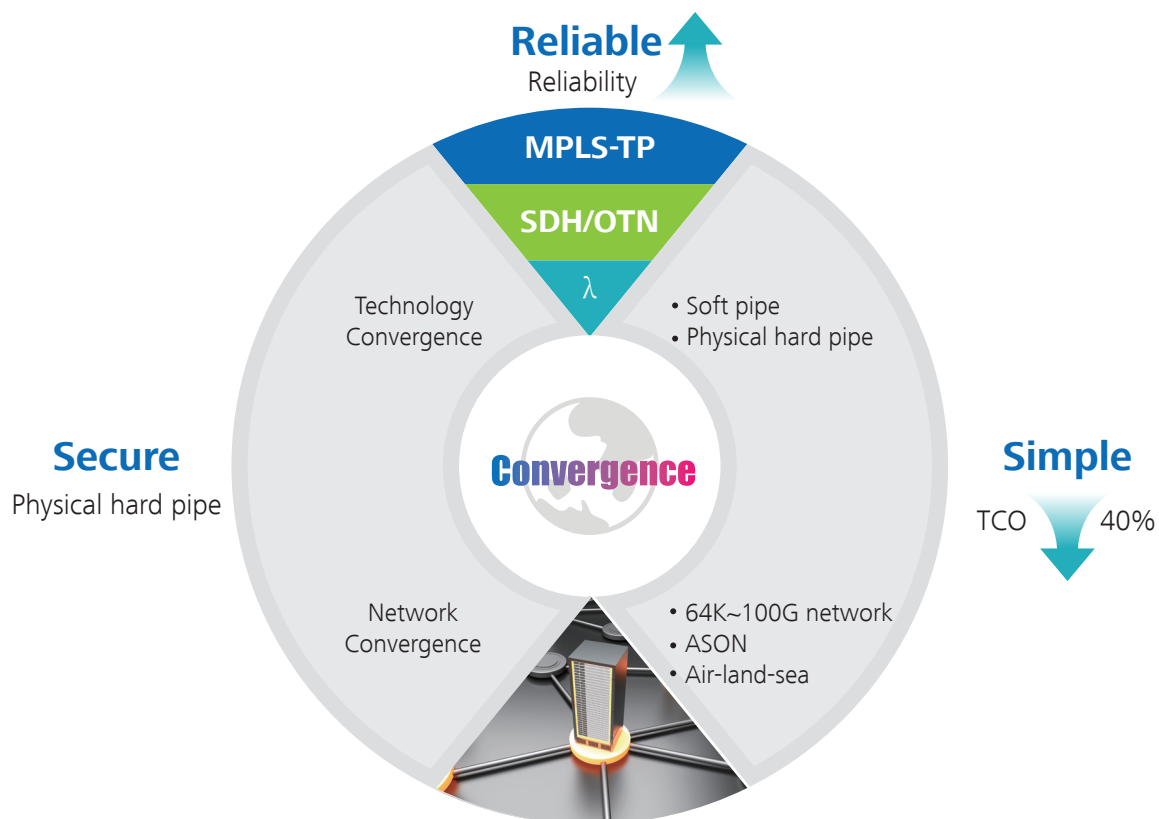 Reliable
Reliability
MPLS-TP
SDH/OTN
λ
Technology
Convergence
• Soft pipe
• Physical hard pipe
Secure
Physical hard pipe
Convergence
Simple
TCO 40%
Network
Convergence
• 64K~100G network
• ASON
• Air-land-sea